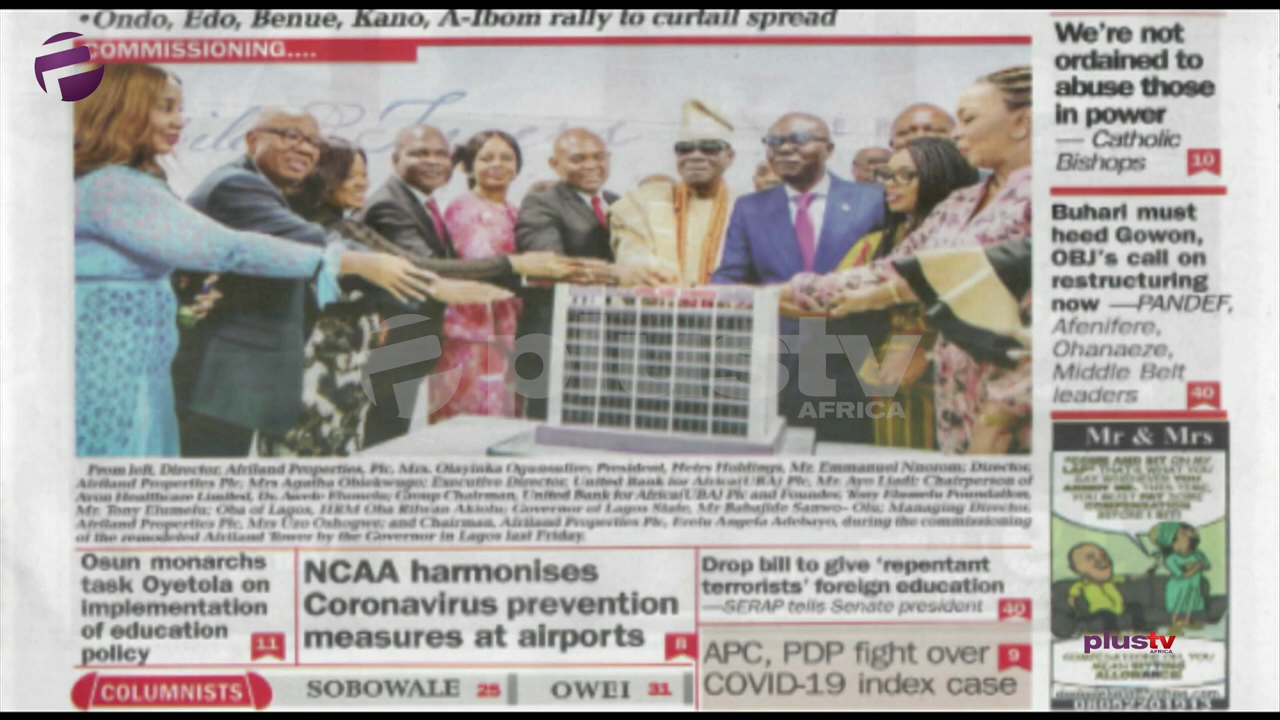 •Ondo, Edo, Benue, Kano, A-Ibom rally to curtail spread
COMMISSIONING....
We're not
ordained to
abuse those
in power
— Catholic
Bishops 10
Buhari must
heed Gowon,
OBJ's call on
restructuring
now —PANDEF,
Afenifere,
Ohanaeze,
Middle Belt
leaders 40
plustv
AFRICA
From left, Director, Afriland Properties, Plc, Mrs. Olayinka Ogunsulire; President, Heirs Holdings, Mr. Emmanuel Nnorom; Director,
Afriland Properties Plc, Mrs Agatha Obiekwugo; Executive Director, United Bank for Africa(UBA) Plc, Mr. Ayo Liadi; Chairperson of
Avon Healthcare Limited, Dr. Awele Elumelu; Group Chairman, United Bank for Africa(UBA) Plc and Founder, Tony Elumelu Foundation,
Mr. Tony Elumelu; Oba of Lagos, HRM Oba Rilwan Akiolu; Governor of Lagos State, Mr Babajide Sanwo- Olu; Managing Director,
Afriland Properties Plc, Mrs Uzo Oshogwe; and Chairman, Afriland Properties Plc, Erelu Angela Adebayo, during the commissioning
of the remodeled Afriland Tower by the Governor in Lagos last Friday.
Mr & Mrs
Osun monarchs
task Oyetola on
implementation
of education
policy 11
NCAA harmonises
Coronavirus prevention
measures at airports 8
Drop bill to give 'repentant
terrorists' foreign education
—SERAP tells Senate president 40
APC, PDP fight over 9
COVID-19 index case
COLUMNISTS SOBOWALE 25 OWEI 31
plustv
AFRICA